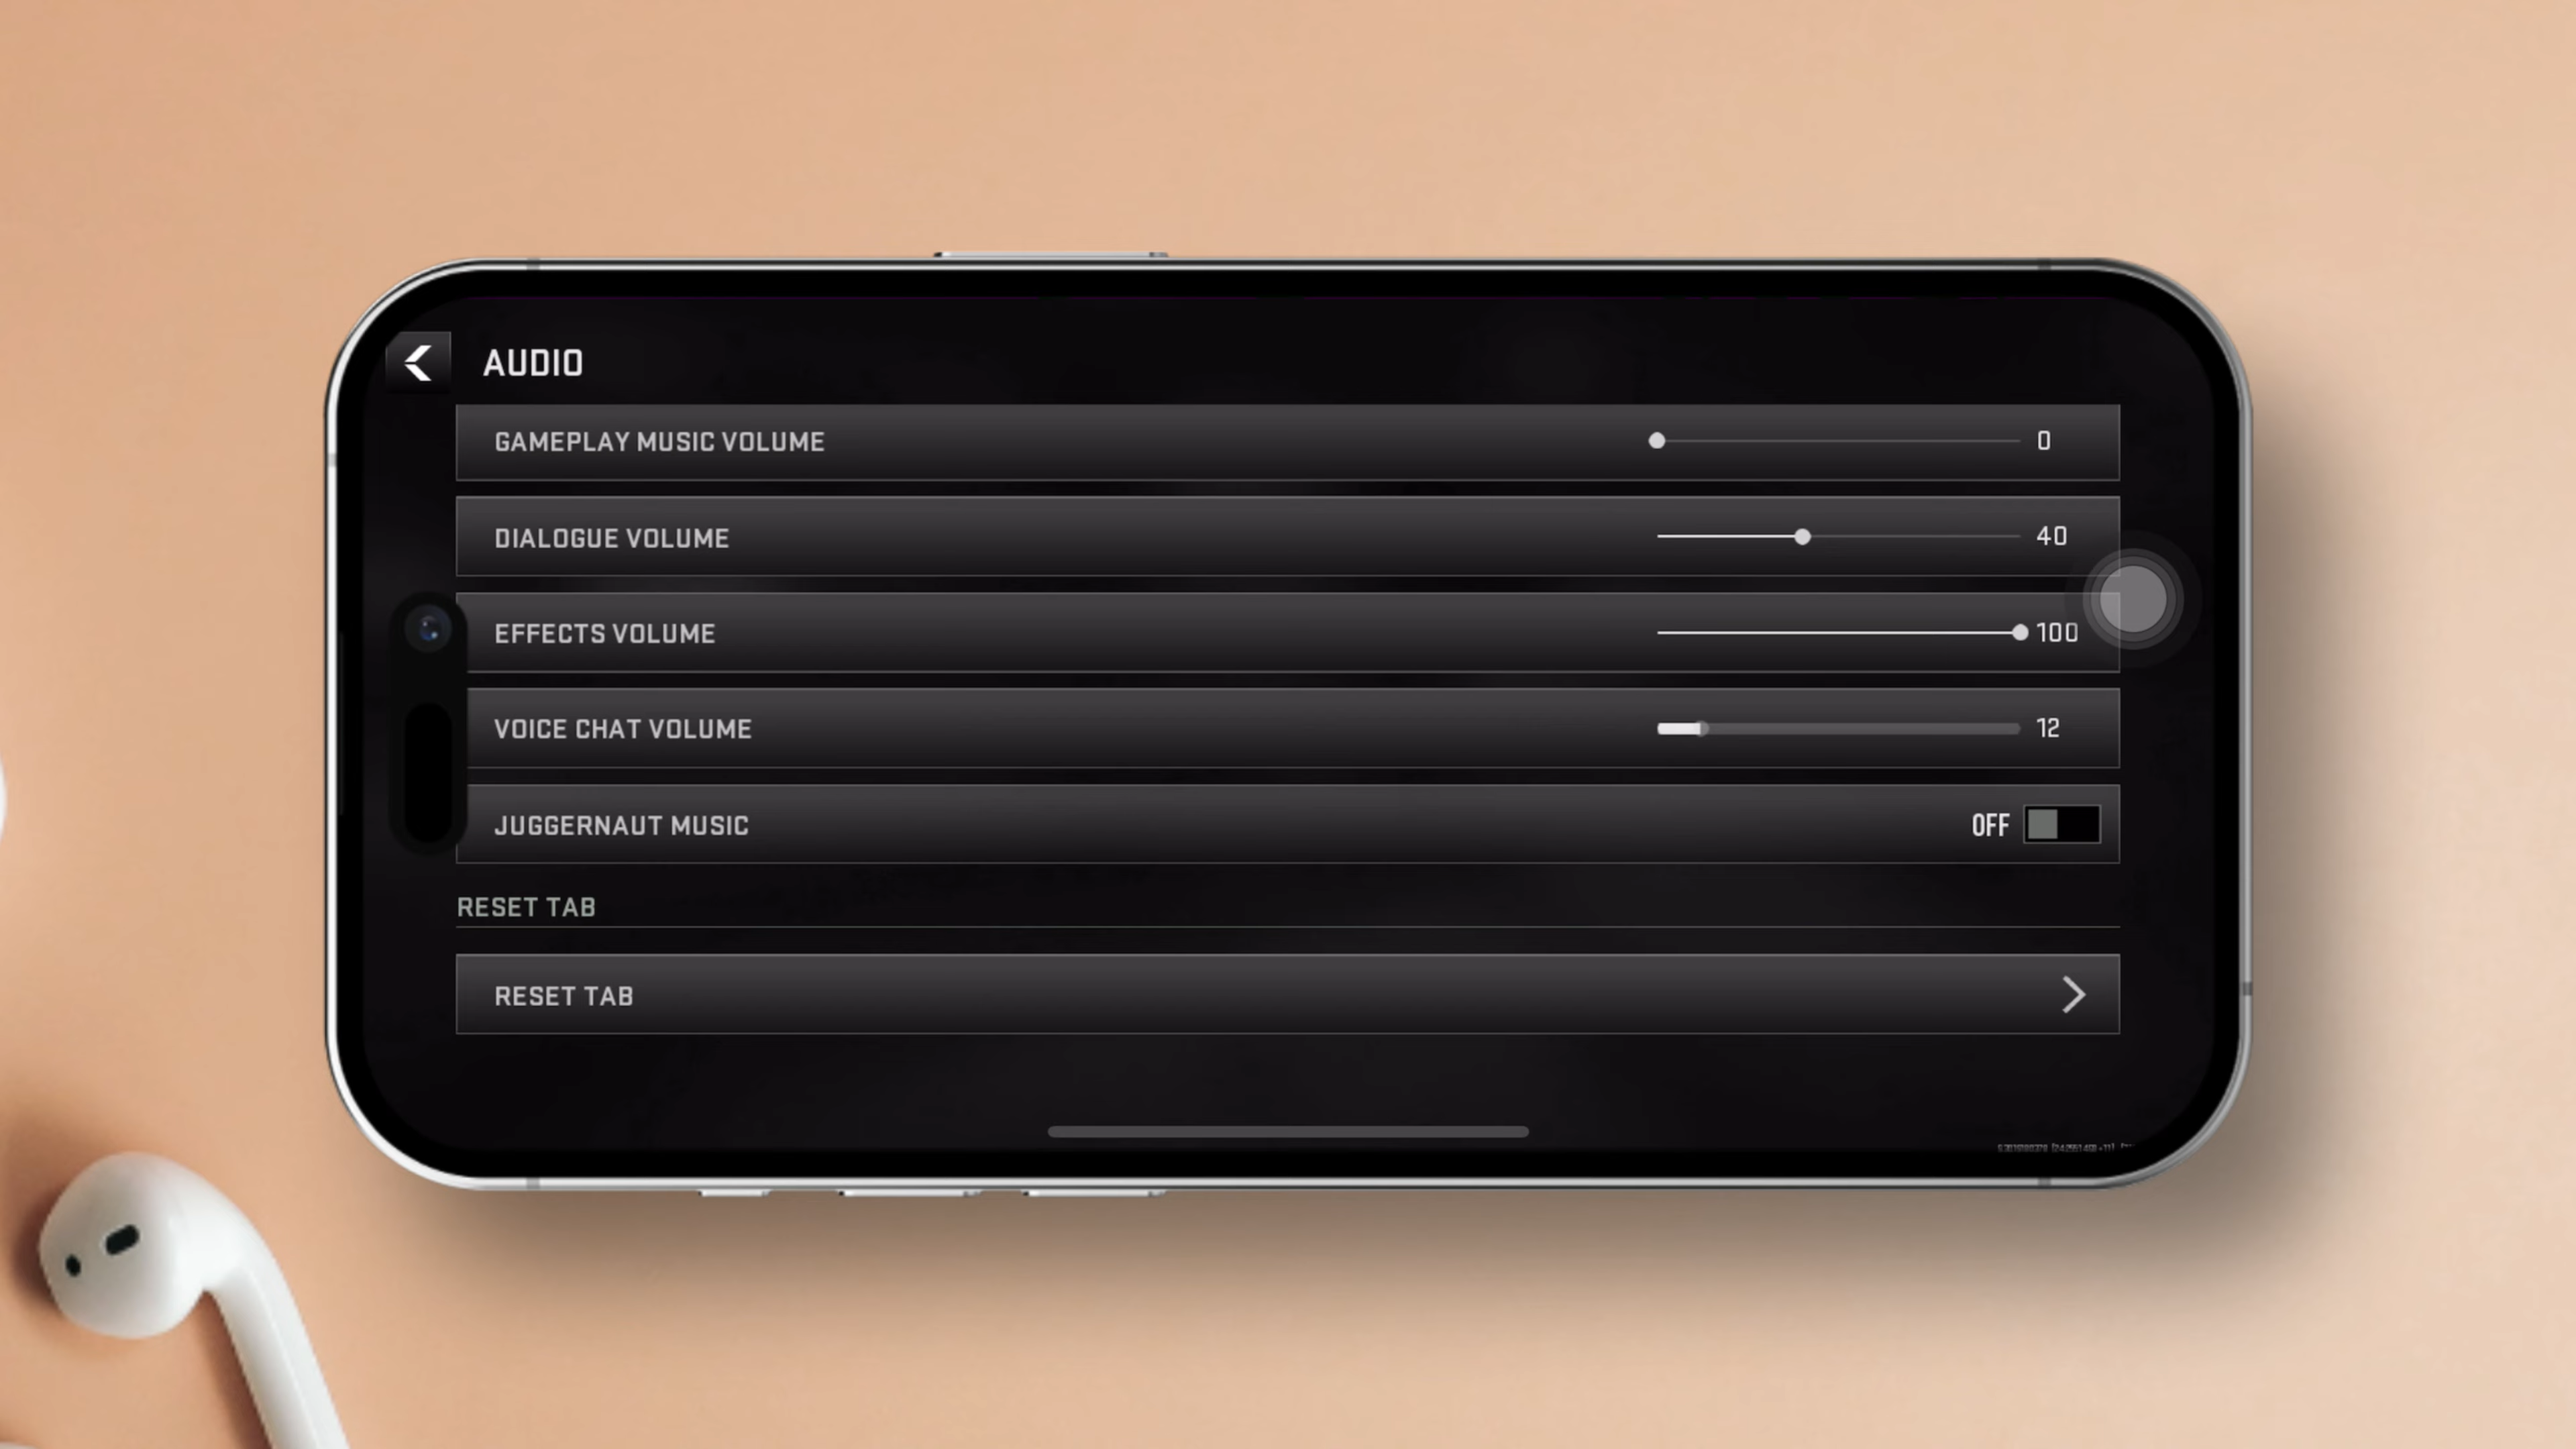 AUDIO
GAMEPLAY MUSIC VOLUME 0
DIALOGUE VOLUME 40
EFFECTS VOLUME 100
VOICE CHAT VOLUME 12
JUGGERNAUT MUSIC OFF
RESET TAB
RESET TAB